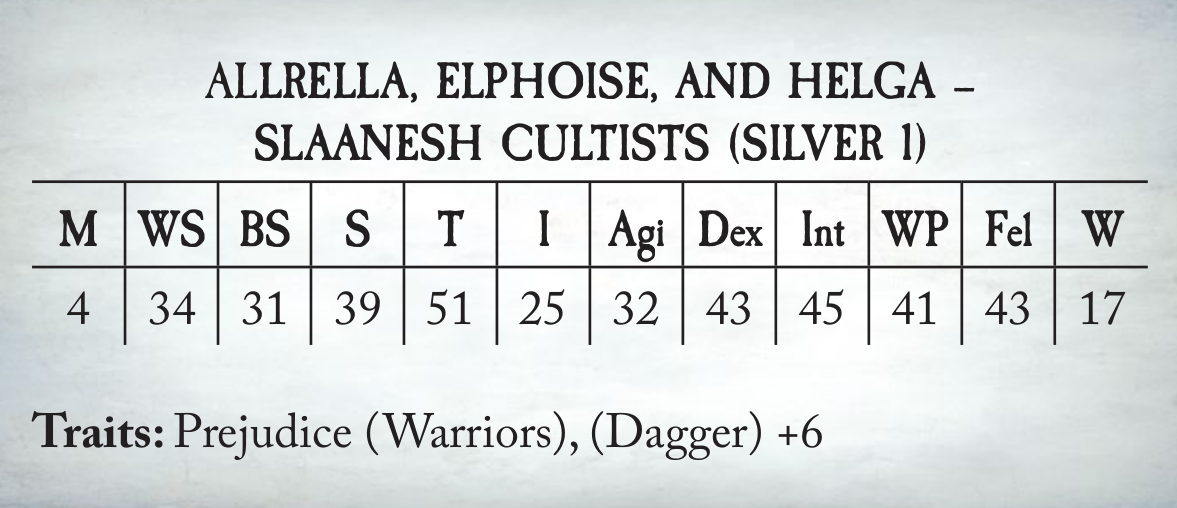 ALLRELLA, ELPHOISE, AND HELGA –
SLAANESH CULTISTS (SILVER 1)
M WS BS S T I Agi Dex Int WP Fel W
4 34 31 39 51 25 32 43 45 41 43 17
Traits: Prejudice (Warriors), (Dagger) +6